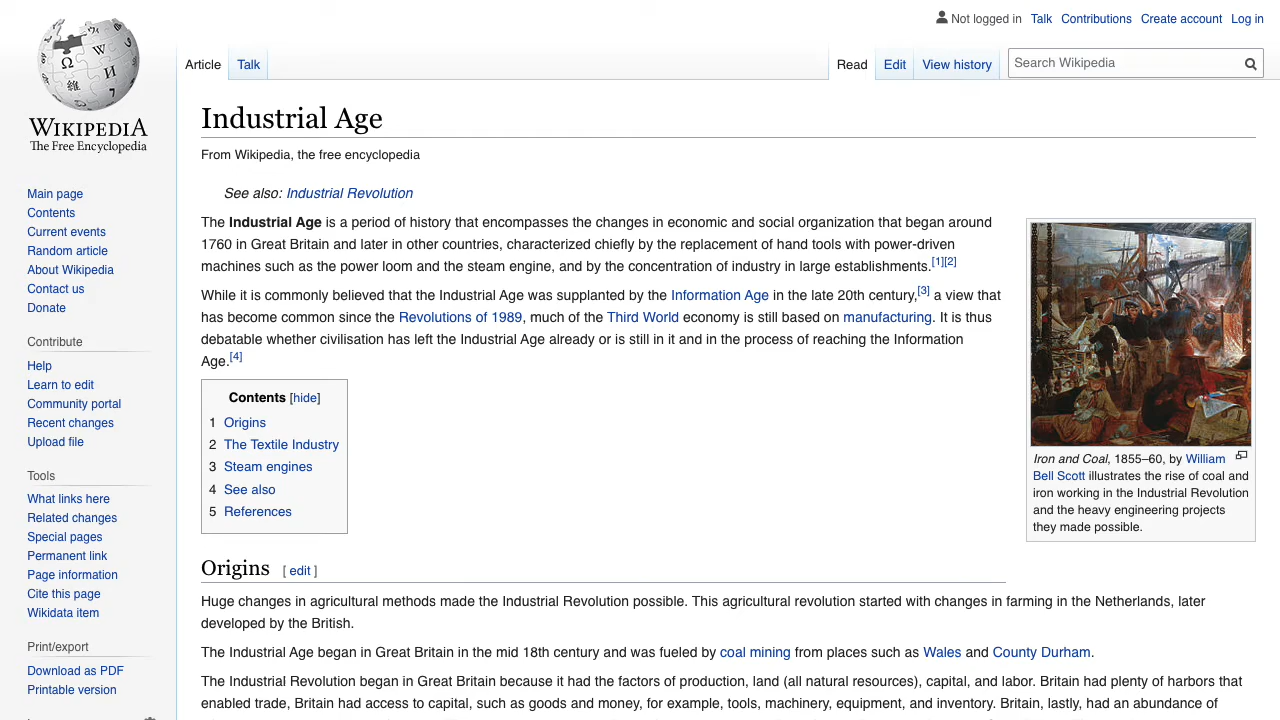 Not logged in Talk Contributions Create account Log in
Article Talk Read Edit View history Search Wikipedia
WIKIPEDIA
The Free Encyclopedia
Main page
Contents
Current events
Random article
About Wikipedia
Contact us
Donate
Contribute
Help
Learn to edit
Community portal
Recent changes
Upload file
Tools
What links here
Related changes
Special pages
Permanent link
Page information
Cite this page
Wikidata item
Print/export
Download as PDF
Printable version
Industrial Age
From Wikipedia, the free encyclopedia
See also: Industrial Revolution
The Industrial Age is a period of history that encompasses the changes in economic and social organization that began around
1760 in Great Britain and later in other countries, characterized chiefly by the replacement of hand tools with power-driven
machines such as the power loom and the steam engine, and by the concentration of industry in large establishments.[1][2]
While it is commonly believed that the Industrial Age was supplanted by the Information Age in the late 20th century,[3] a view that
has become common since the Revolutions of 1989, much of the Third World economy is still based on manufacturing. It is thus
debatable whether civilisation has left the Industrial Age already or is still in it and in the process of reaching the Information
Age.[4]
Iron and Coal, 1855–60, by William
Bell Scott illustrates the rise of coal and
iron working in the Industrial Revolution
and the heavy engineering projects
they made possible.
Contents [hide]
1 Origins
2 The Textile Industry
3 Steam engines
4 See also
5 References
Origins [ edit ]
Huge changes in agricultural methods made the Industrial Revolution possible. This agricultural revolution started with changes in farming in the Netherlands, later
developed by the British.
The Industrial Age began in Great Britain in the mid 18th century and was fueled by coal mining from places such as Wales and County Durham.
The Industrial Revolution began in Great Britain because it had the factors of production, land (all natural resources), capital, and labor. Britain had plenty of harbors that
enabled trade, Britain had access to capital, such as goods and money, for example, tools, machinery, equipment, and inventory. Britain, lastly, had an abundance of